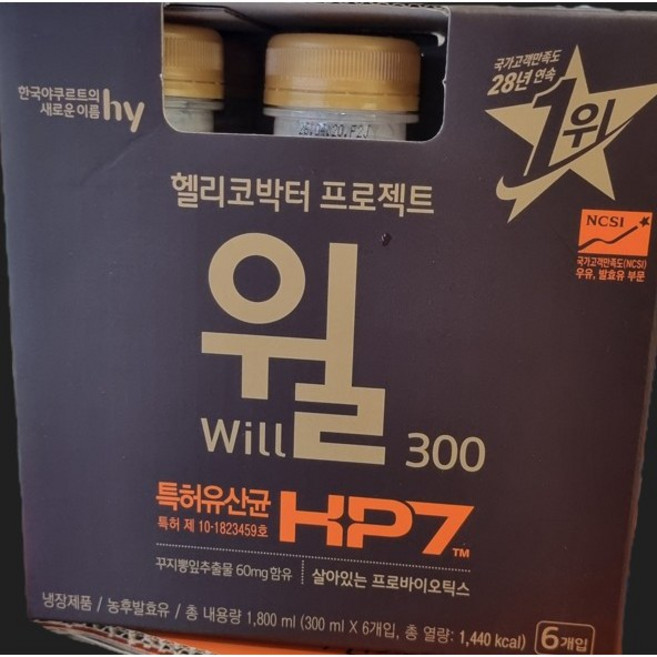 한국야쿠르트의
새로운 이름 hy
국가고객만족도
28년 연속
1위
NCSI
국가고객만족도(NCSI)
우유, 발효유 부문
헬리코박터 프로젝트
윌
Will 300
특허유산균 HP7™
특허 제 10-1823459호
꾸지뽕잎추출물 60mg 함유 살아있는 프로바이오틱스
냉장제품 / 농후발효유 / 총 내용량 1,800 ml (300 ml X 6개입, 총 열량: 1,440 kcal) 6개입